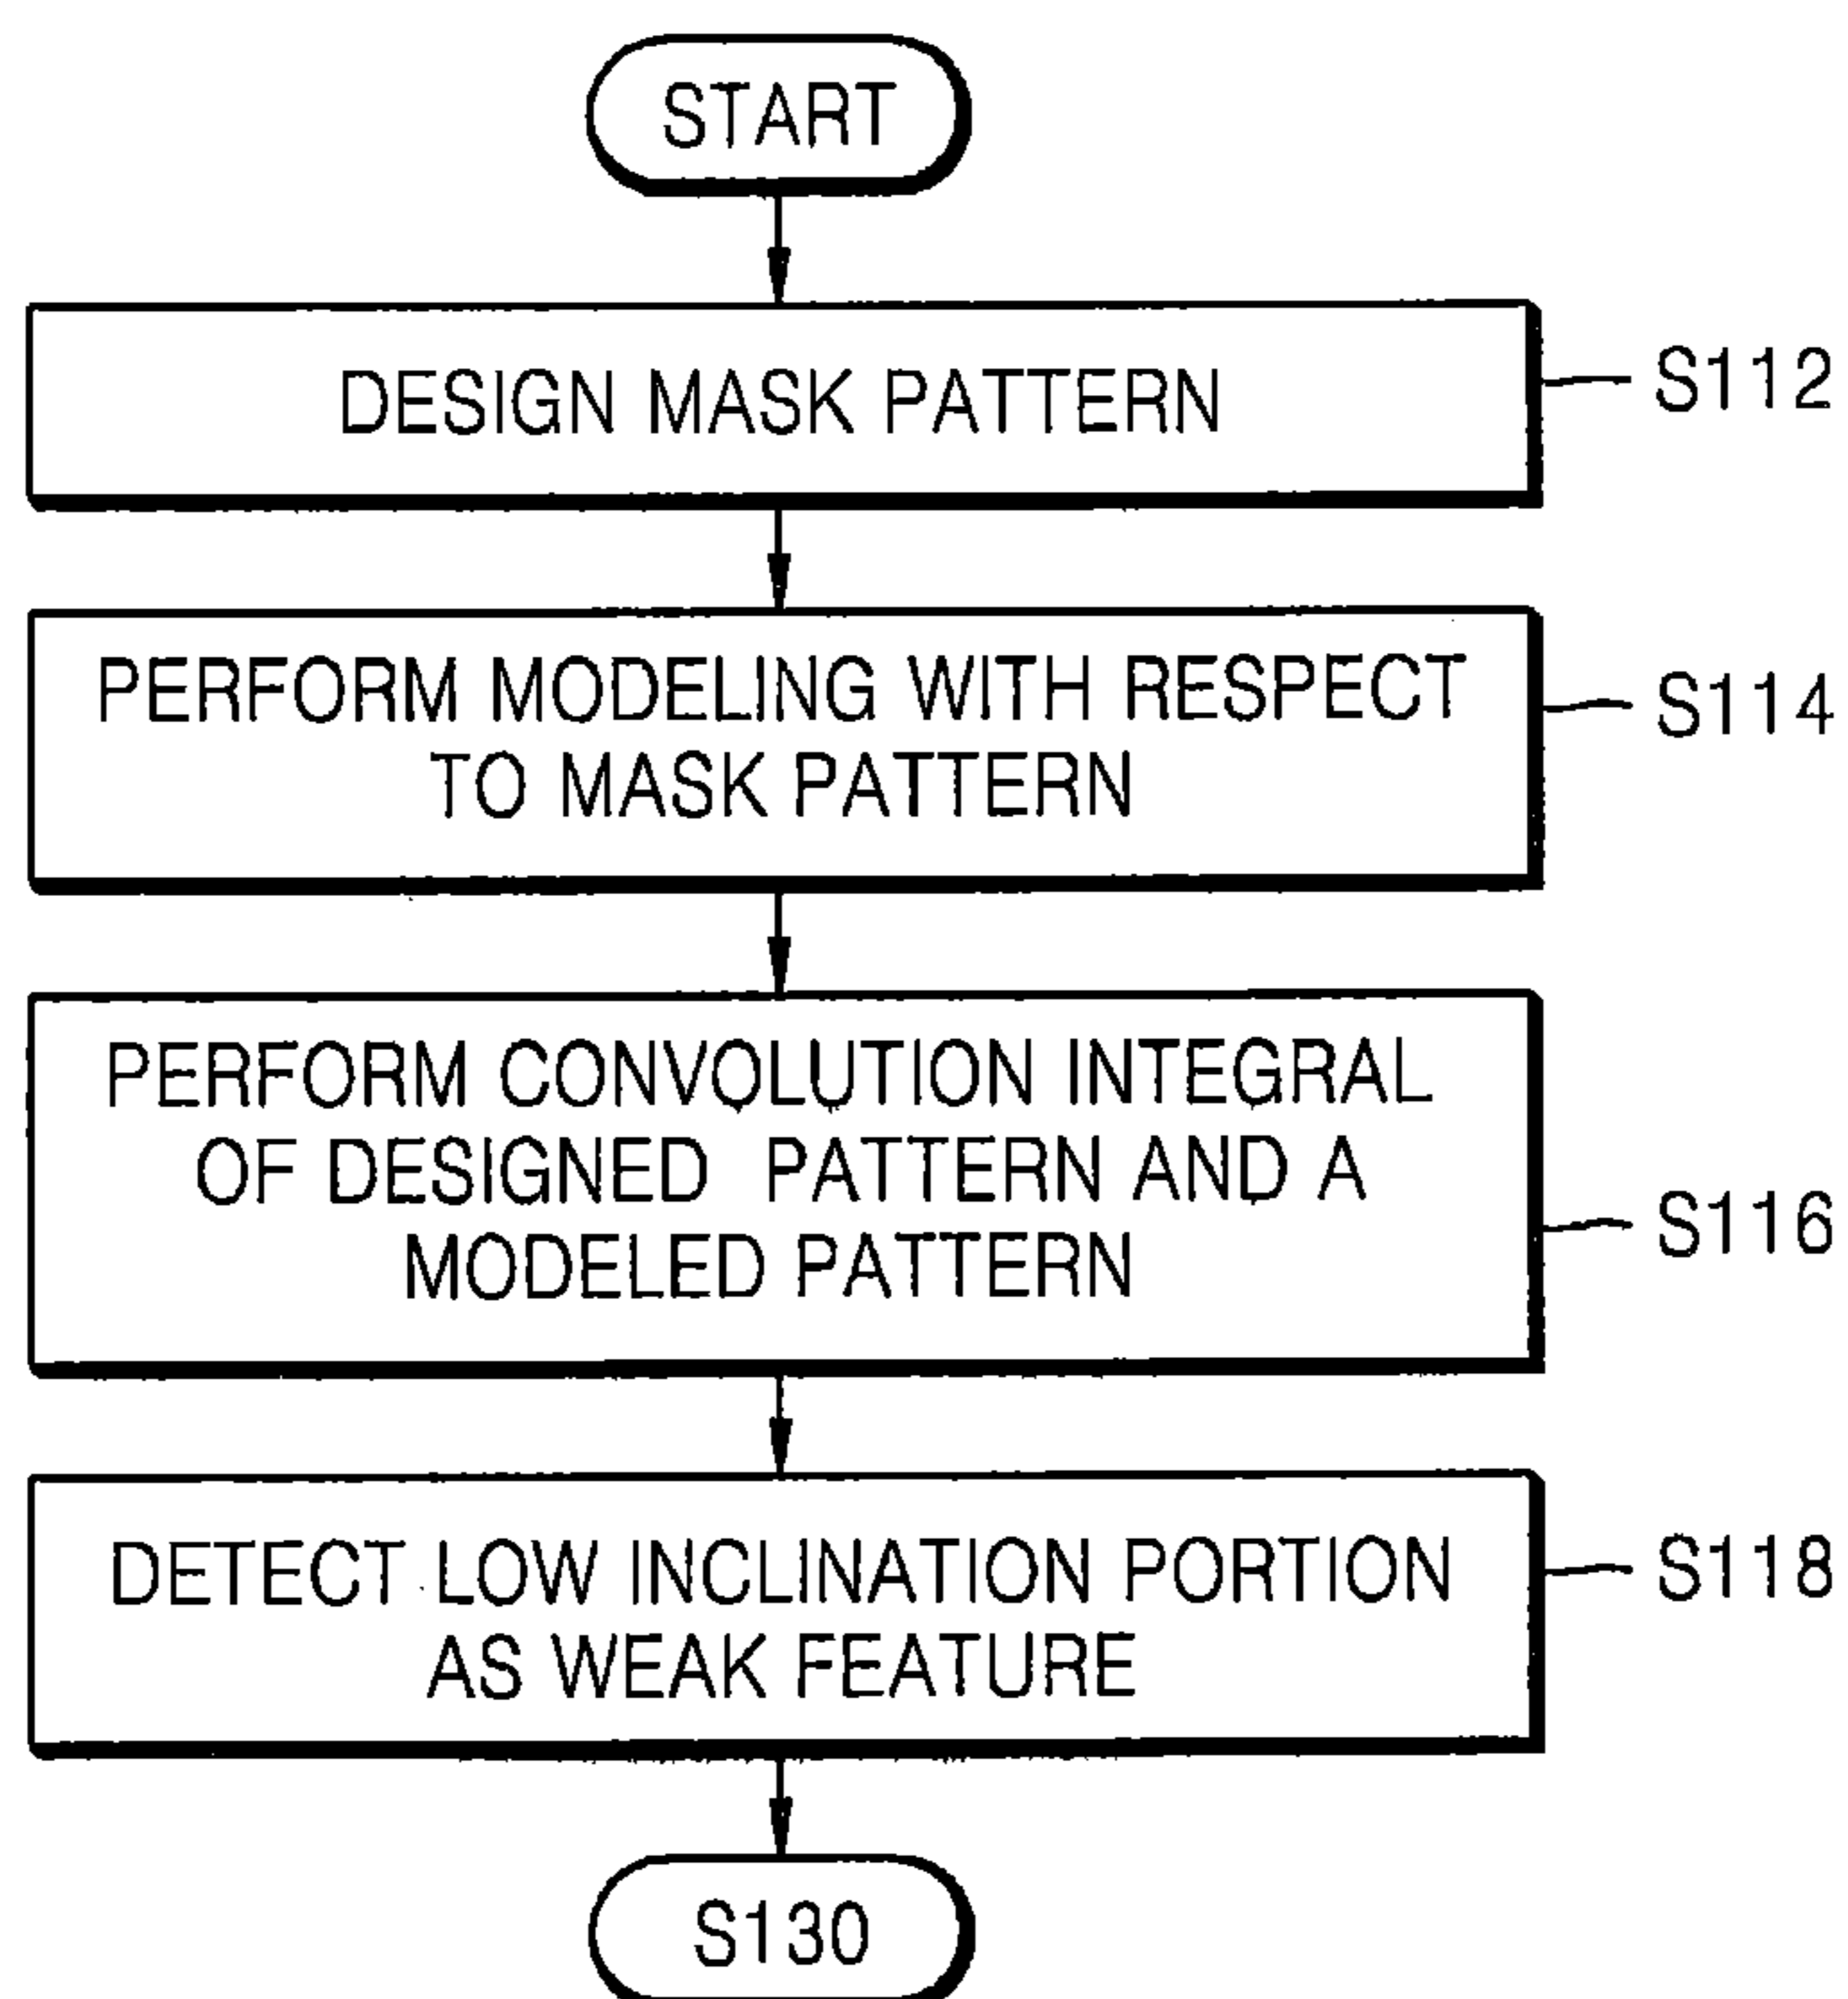 START
DESIGN MASK PATTERN
S112
PERFORM MODELING WITH RESPECT
TO MASK PATTERN
S114
PERFORM CONVOLUTION INTEGRAL
OF DESIGNED PATTERN AND A
MODELED PATTERN
S116
DETECT LOW INCLINATION PORTION
AS WEAK FEATURE
S118
S130